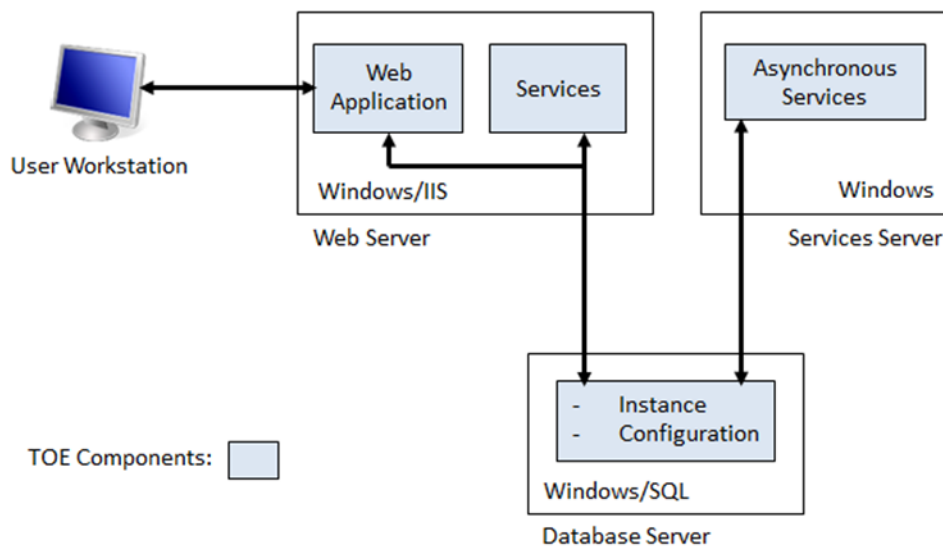 Web
Application
Services
Asynchronous
Services
User Workstation
Windows/IIS
Windows
Web Server
Services Server
- Instance
- Configuration
TOE Components:
Windows/SQL
Database Server